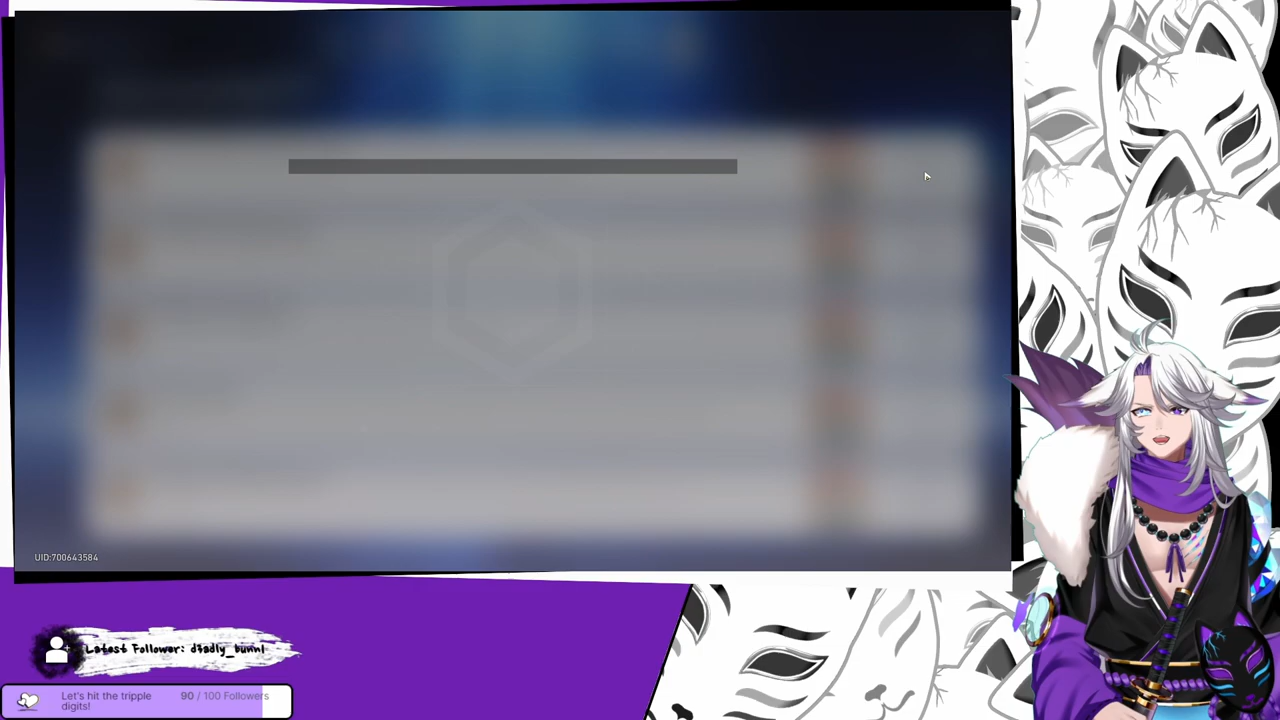 UID:700643584
Latest Follower: d3adly_bunni
Let's hit the tripple
digits!
90 / 100 Followers